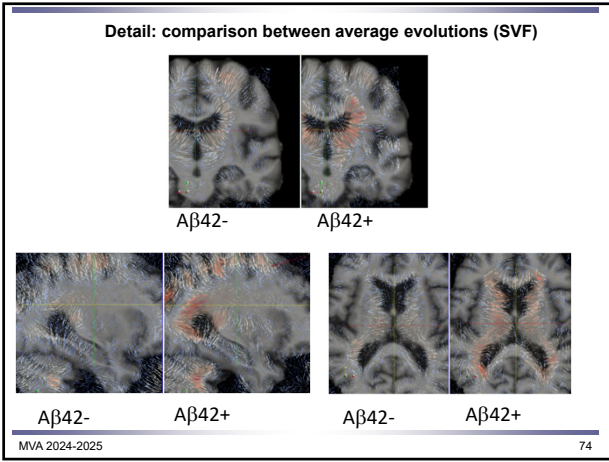 Detail: comparison between average evolutions (SVF)
Aβ42- Aβ42+
Aβ42- Aβ42+ Aβ42- Aβ42+
MVA 2024-2025 74